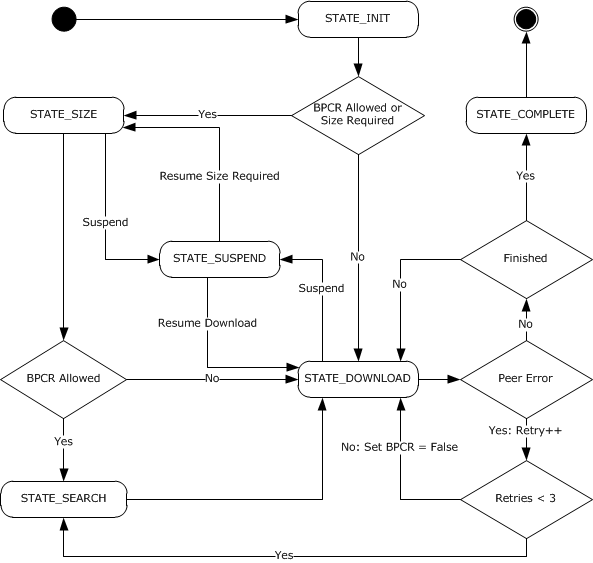 STATE_INIT
BPCR Allowed or
Size Required
STATE_SIZE
Yes
STATE_COMPLETE
Resume Size Required
Yes
Suspend
STATE_SUSPEND
No
Finished
Suspend
No
Resume Download
No
BPCR Allowed
No
STATE_DOWNLOAD
Peer Error
Yes
No: Set BPCR = False
Yes: Retry++
STATE_SEARCH
Retries < 3
Yes